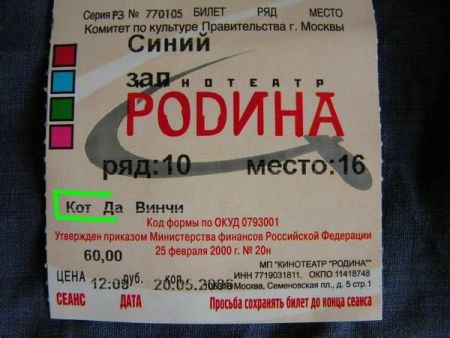 Серия РЗ № 770105 БИЛЕТ РЯД МЕСТО
Комитет по культуре Правительства г. Москвы
Синий
зал
КИНОТЕАТР
РОДИНА
ряд:10 место:16
Кот Да Винчи
Код формы по ОКУД 0793001
Утвержден приказом Министерства финансов Российской Федерации
25 февраля 2000 г. № 20н
60,00
МП "КИНОТЕАТР "РОДИНА"
ИНН 7719031811, ОКПО 11418748
ЦЕНА руб. КОП
Москва, Семеновская пл., д. 5 стр.1
12:00 20.05.2006
СЕАНС ДАТА Просьба сохранять билет до конца сеанса